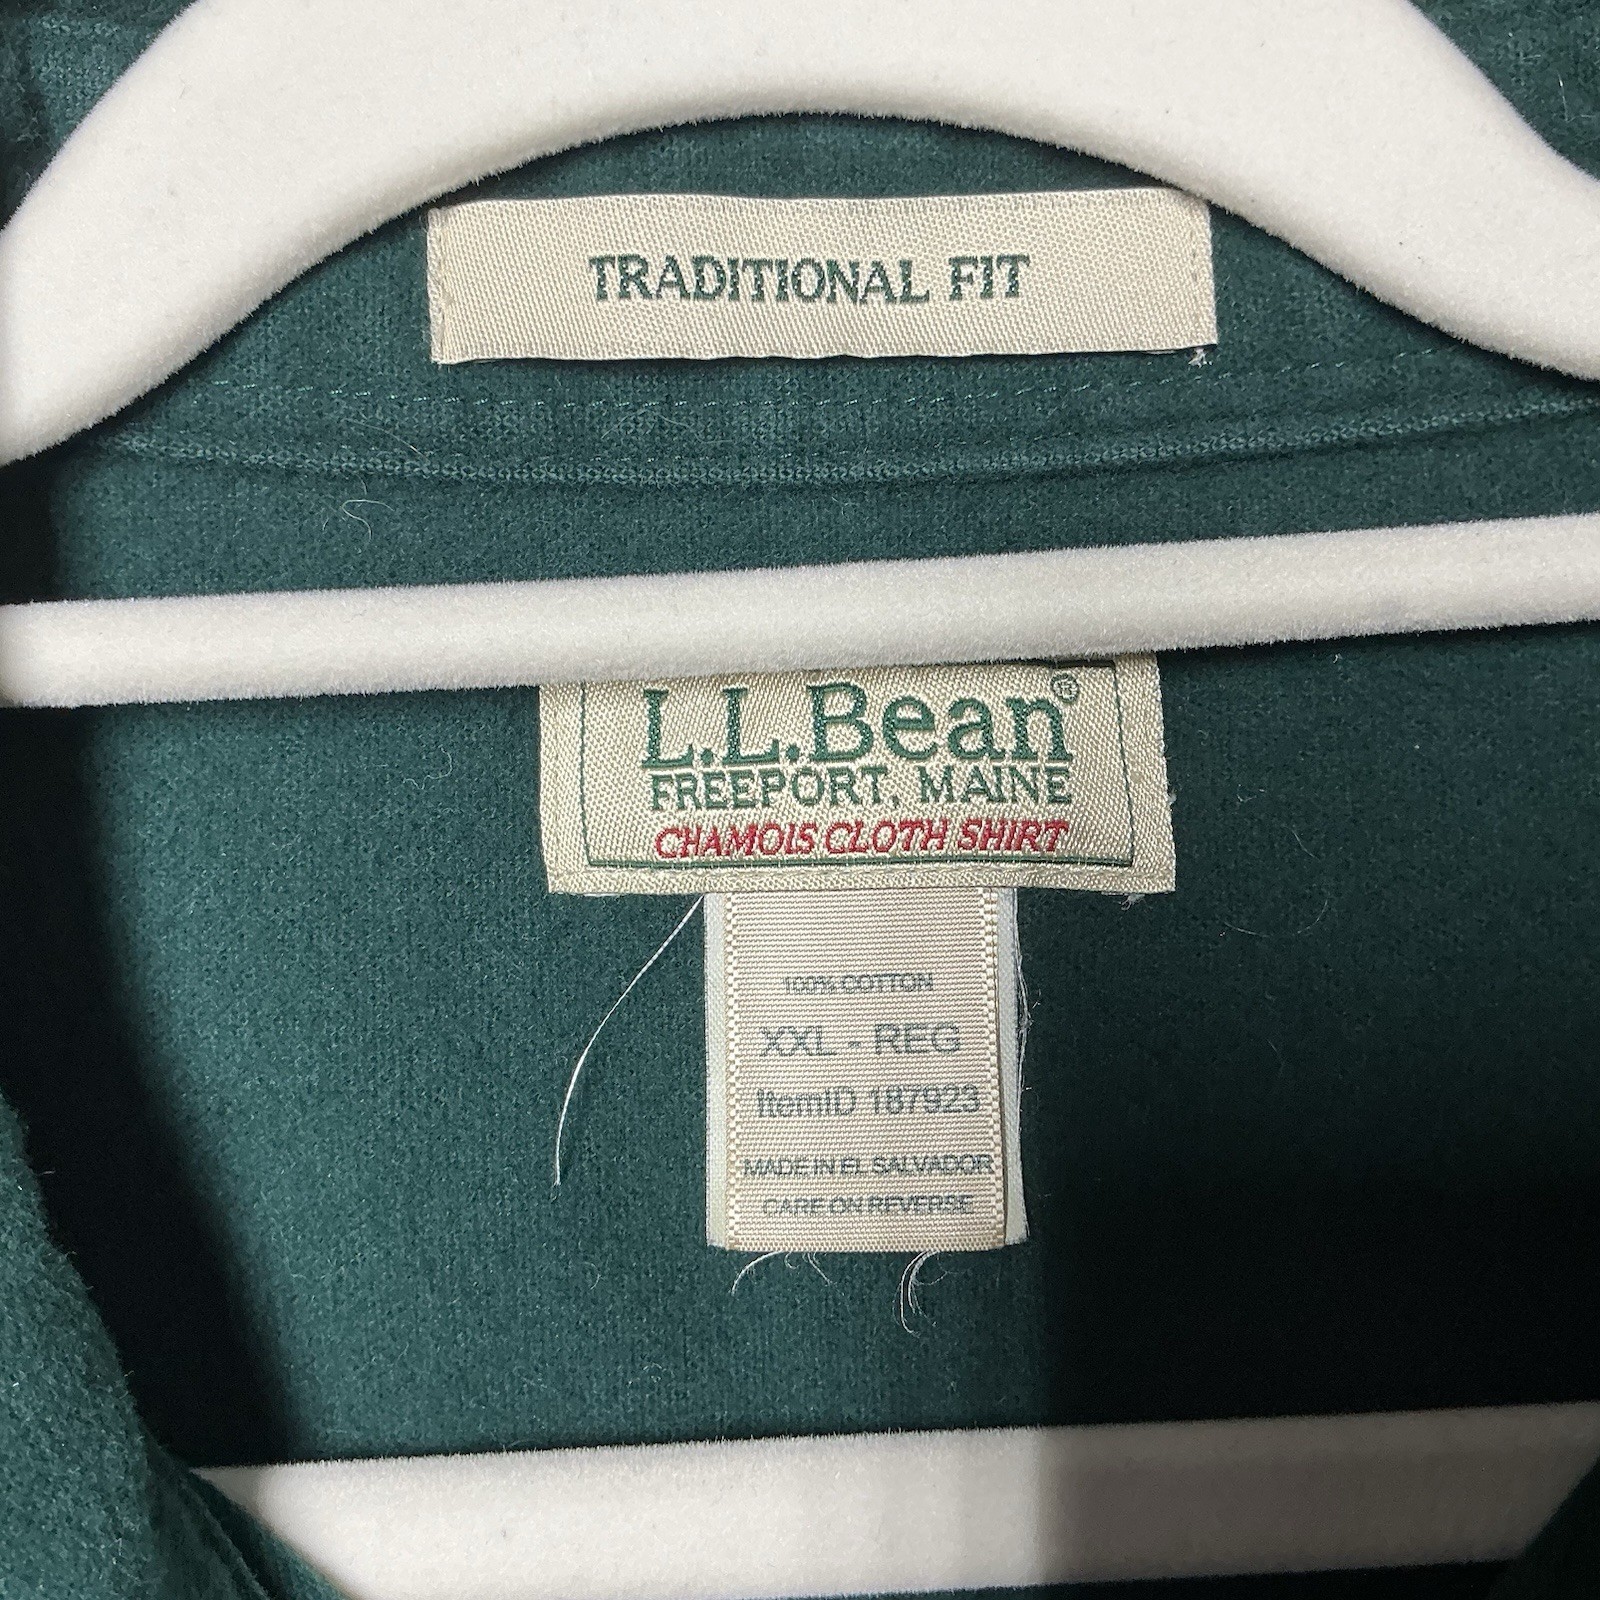 TRADITIONAL FIT
L.L.Bean®
FREEPORT, MAINE
CHAMOIS CLOTH SHIRT
100% COTTON
XXL - REG
ItemID 187923
MADE IN EL SALVADOR
CARE ON REVERSE